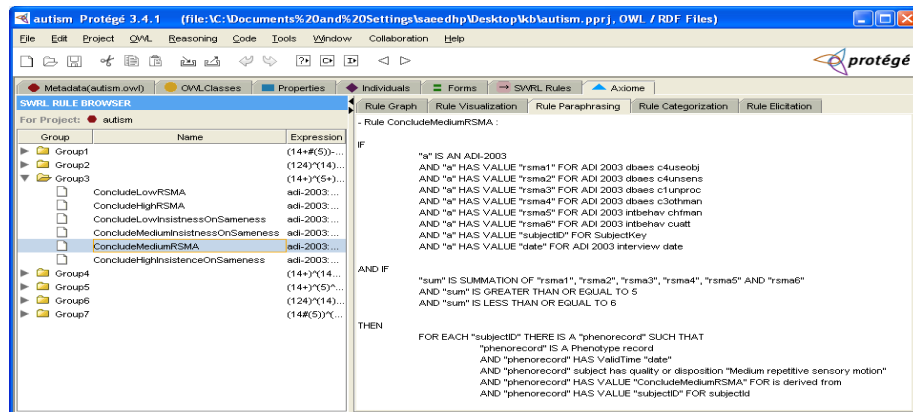 autism Protégé 3.4.1 (file:\C:\Documents%20and%20Settings\saeedhp\Desktop\kb\autism.pprj, OWL / RDF Files)
File Edit Project OWL Reasoning Code Tools Window Collaboration Help
protégé
Metadata(autism.owl) OWLClasses Properties Individuals Forms SWRL Rules Axiome
SWRL RULE BROWSER
For Project: autism
Group Name Expression
Group1 (14+#(5))-...
Group2 (124)^(14)...
Group3 (14+)^(5+)...
ConcludeLowRSMA adi-2003:...
ConcludeHighRSMA adi-2003:...
ConcludeLowInsistnessOnSameness adi-2003:...
ConcludeMediumInsistnessOnSameness adi-2003:...
ConcludeMediumRSMA adi-2003:...
ConcludeHighInsistenceOnSameness adi-2003:...
Group4 (14+)^(14...
Group5 (14+)^(5)^...
Group6 (124)^(14)...
Group7 (14#(5))^(...
Rule Graph Rule Visualization Rule Paraphrasing Rule Categorization Rule Elicitation
- Rule ConcludeMediumRSMA :
IF
"a" IS AN ADI-2003
AND "a" HAS VALUE "rsma1" FOR ADI 2003 dbaes c4useobj
AND "a" HAS VALUE "rsma2" FOR ADI 2003 dbaes c4unsens
AND "a" HAS VALUE "rsma3" FOR ADI 2003 dbaes c1unproc
AND "a" HAS VALUE "rsma4" FOR ADI 2003 dbaes c3othman
AND "a" HAS VALUE "rsma5" FOR ADI 2003 intbehav chfman
AND "a" HAS VALUE "rsma6" FOR ADI 2003 intbehav cuatt
AND "a" HAS VALUE "subjectID" FOR SubjectKey
AND "a" HAS VALUE "date" FOR ADI 2003 interview date
AND IF
"sum" IS SUMMATION OF "rsma1", "rsma2", "rsma3", "rsma4", "rsma5" AND "rsma6"
AND "sum" IS GREATER THAN OR EQUAL TO 5
AND "sum" IS LESS THAN OR EQUAL TO 6
THEN
FOR EACH "subjectID" THERE IS A "phenorecord" SUCH THAT
"phenorecord" IS A Phenotype record
AND "phenorecord" HAS ValidTime "date"
AND "phenorecord" subject has quality or disposition "Medium repetitive sensory motion"
AND "phenorecord" HAS VALUE "ConcludeMediumRSMA" FOR is derived from
AND "phenorecord" HAS VALUE "subjectID" FOR subjectId